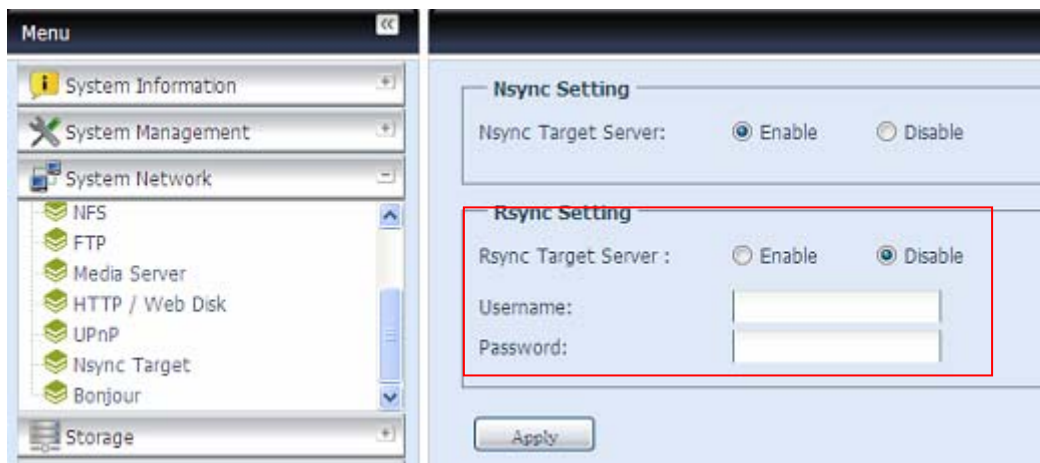 Menu
System Information
System Management
System Network
NFS
FTP
Media Server
HTTP / Web Disk
UPnP
Nsync Target
Bonjour
Storage
Nsync Setting
Nsync Target Server: Enable Disable
Rsync Setting
Rsync Target Server : Enable Disable
Username:
Password:
Apply